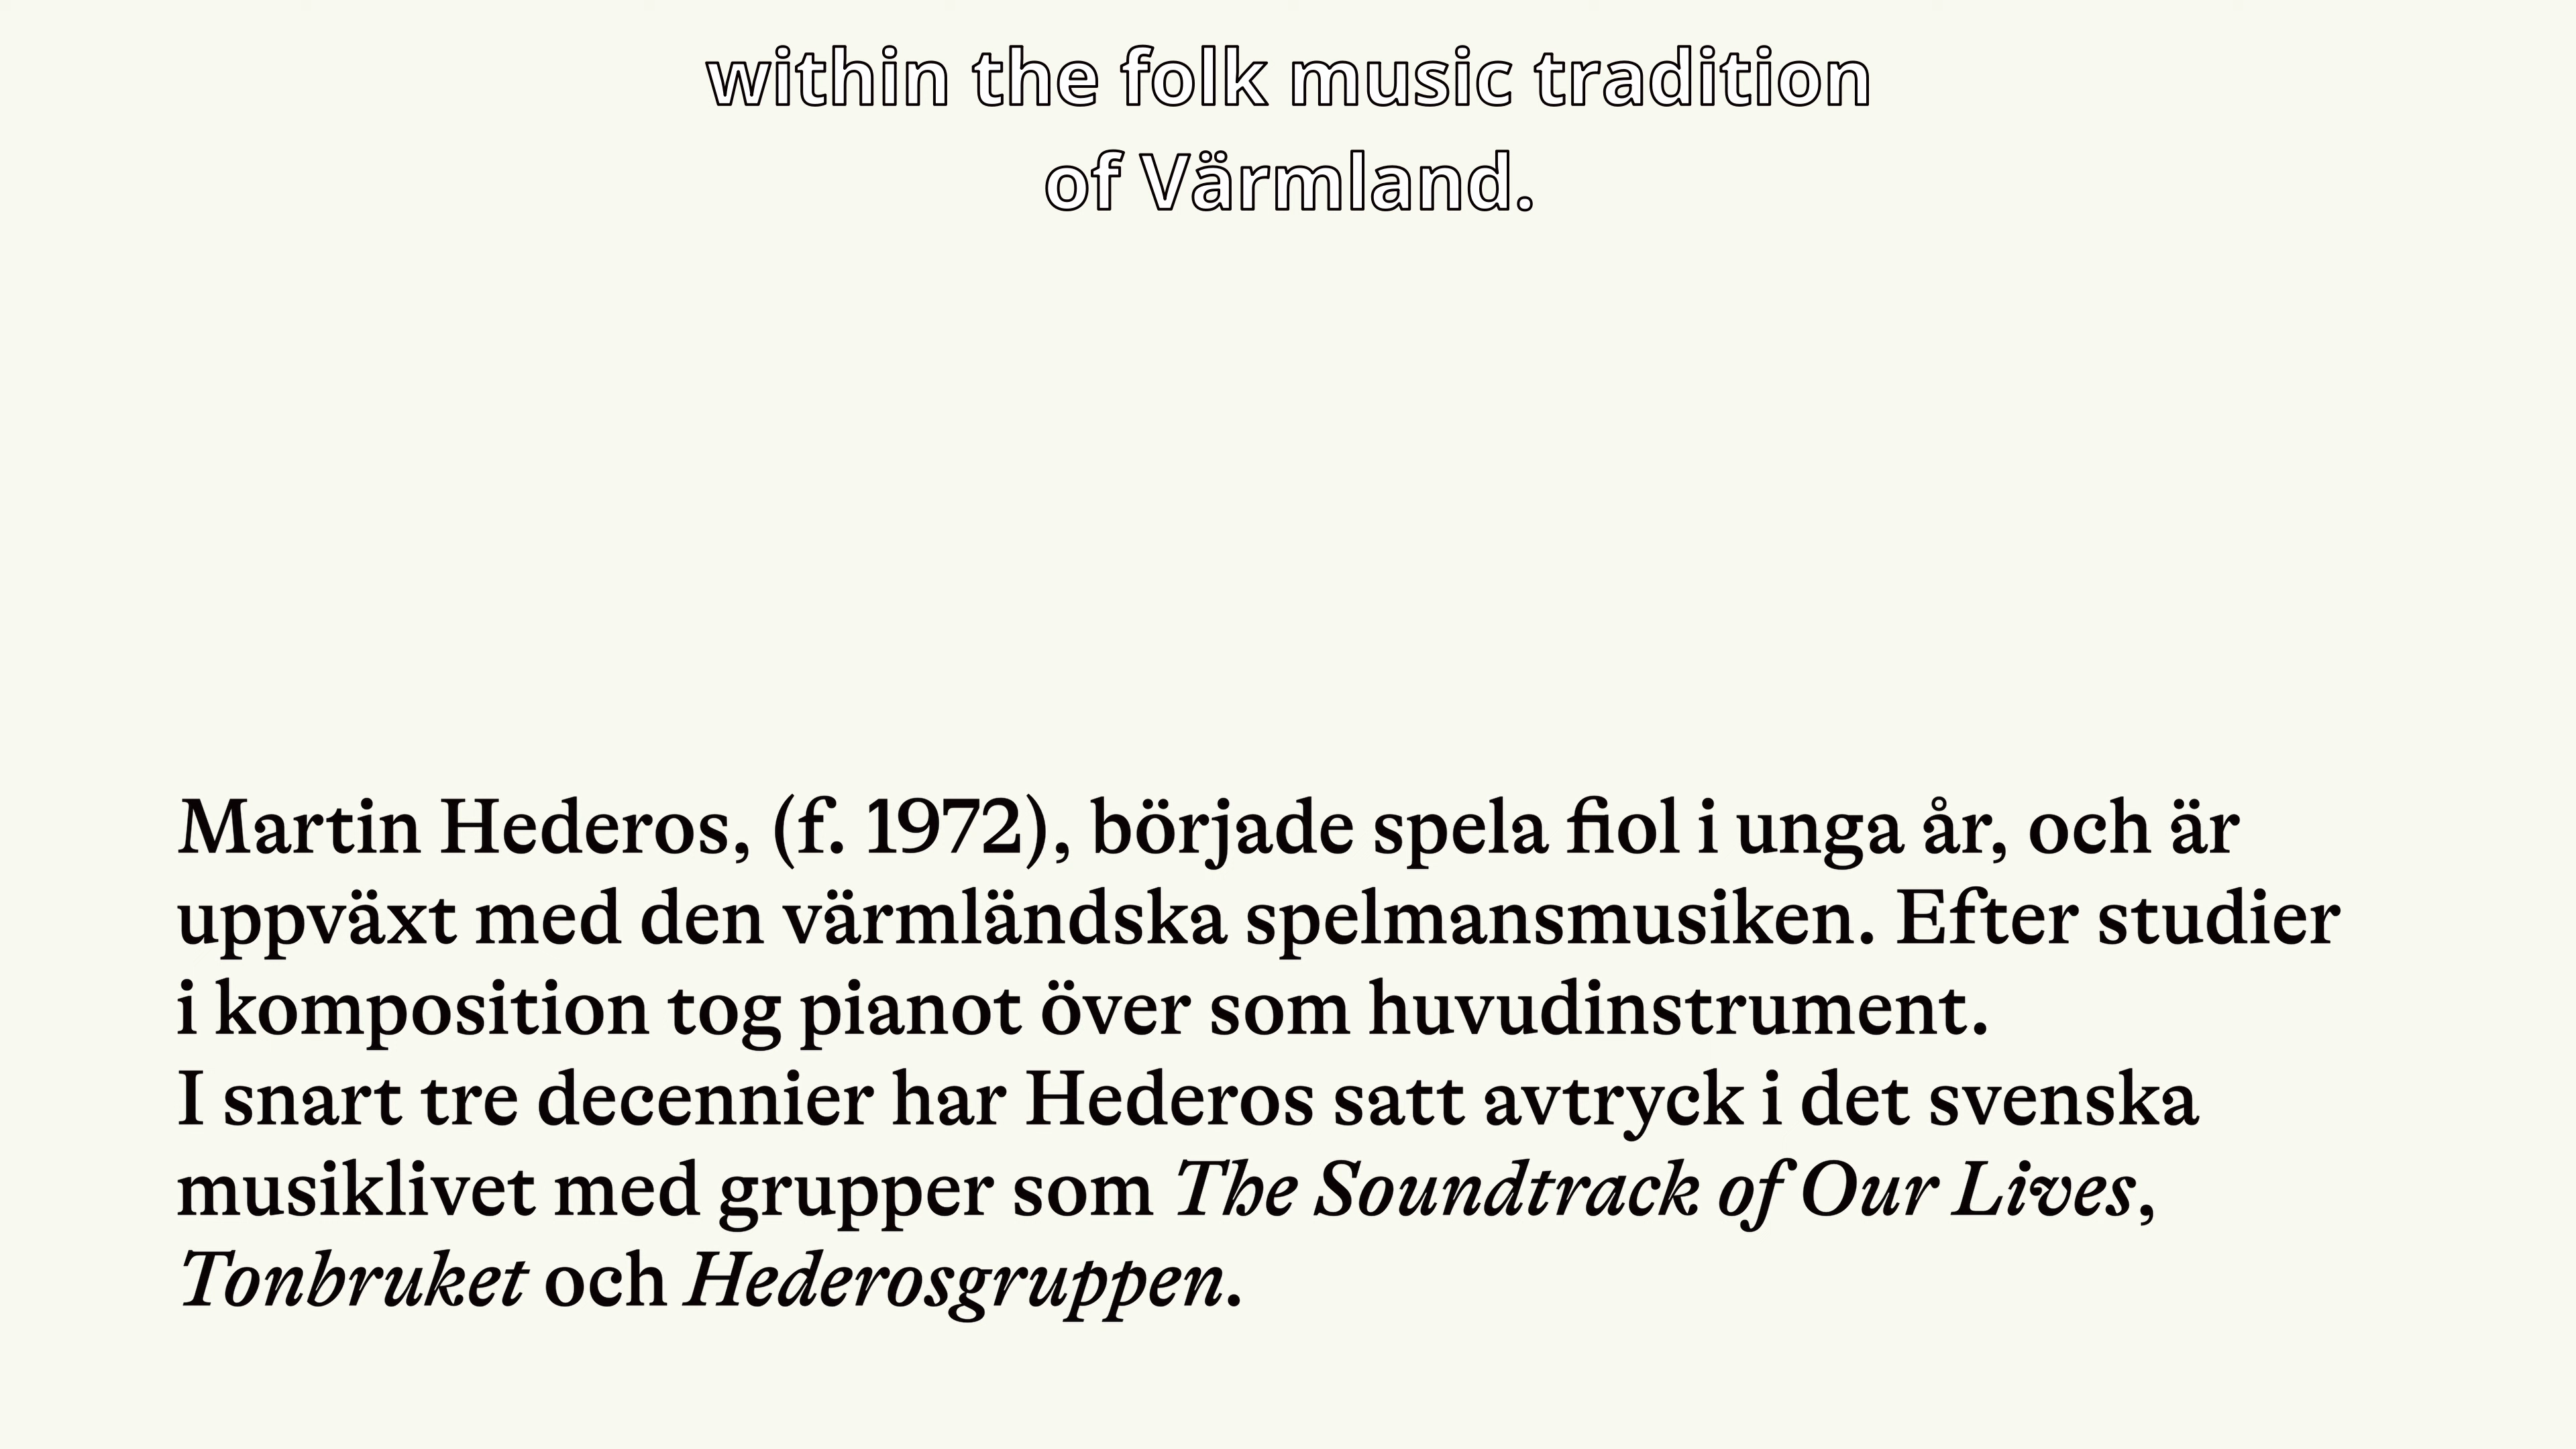 within the folk music tradition
of Värmland.
Martin Hederos, (f. 1972), började spela fiol i unga år, och är
uppväxt med den värmländska spelmansmusiken. Efter studier
i komposition tog pianot över som huvudinstrument.
I snart tre decennier har Hederos satt avtryck i det svenska
musiklivet med grupper som The Soundtrack of Our Lives,
Tonbruket och Hederosgruppen.